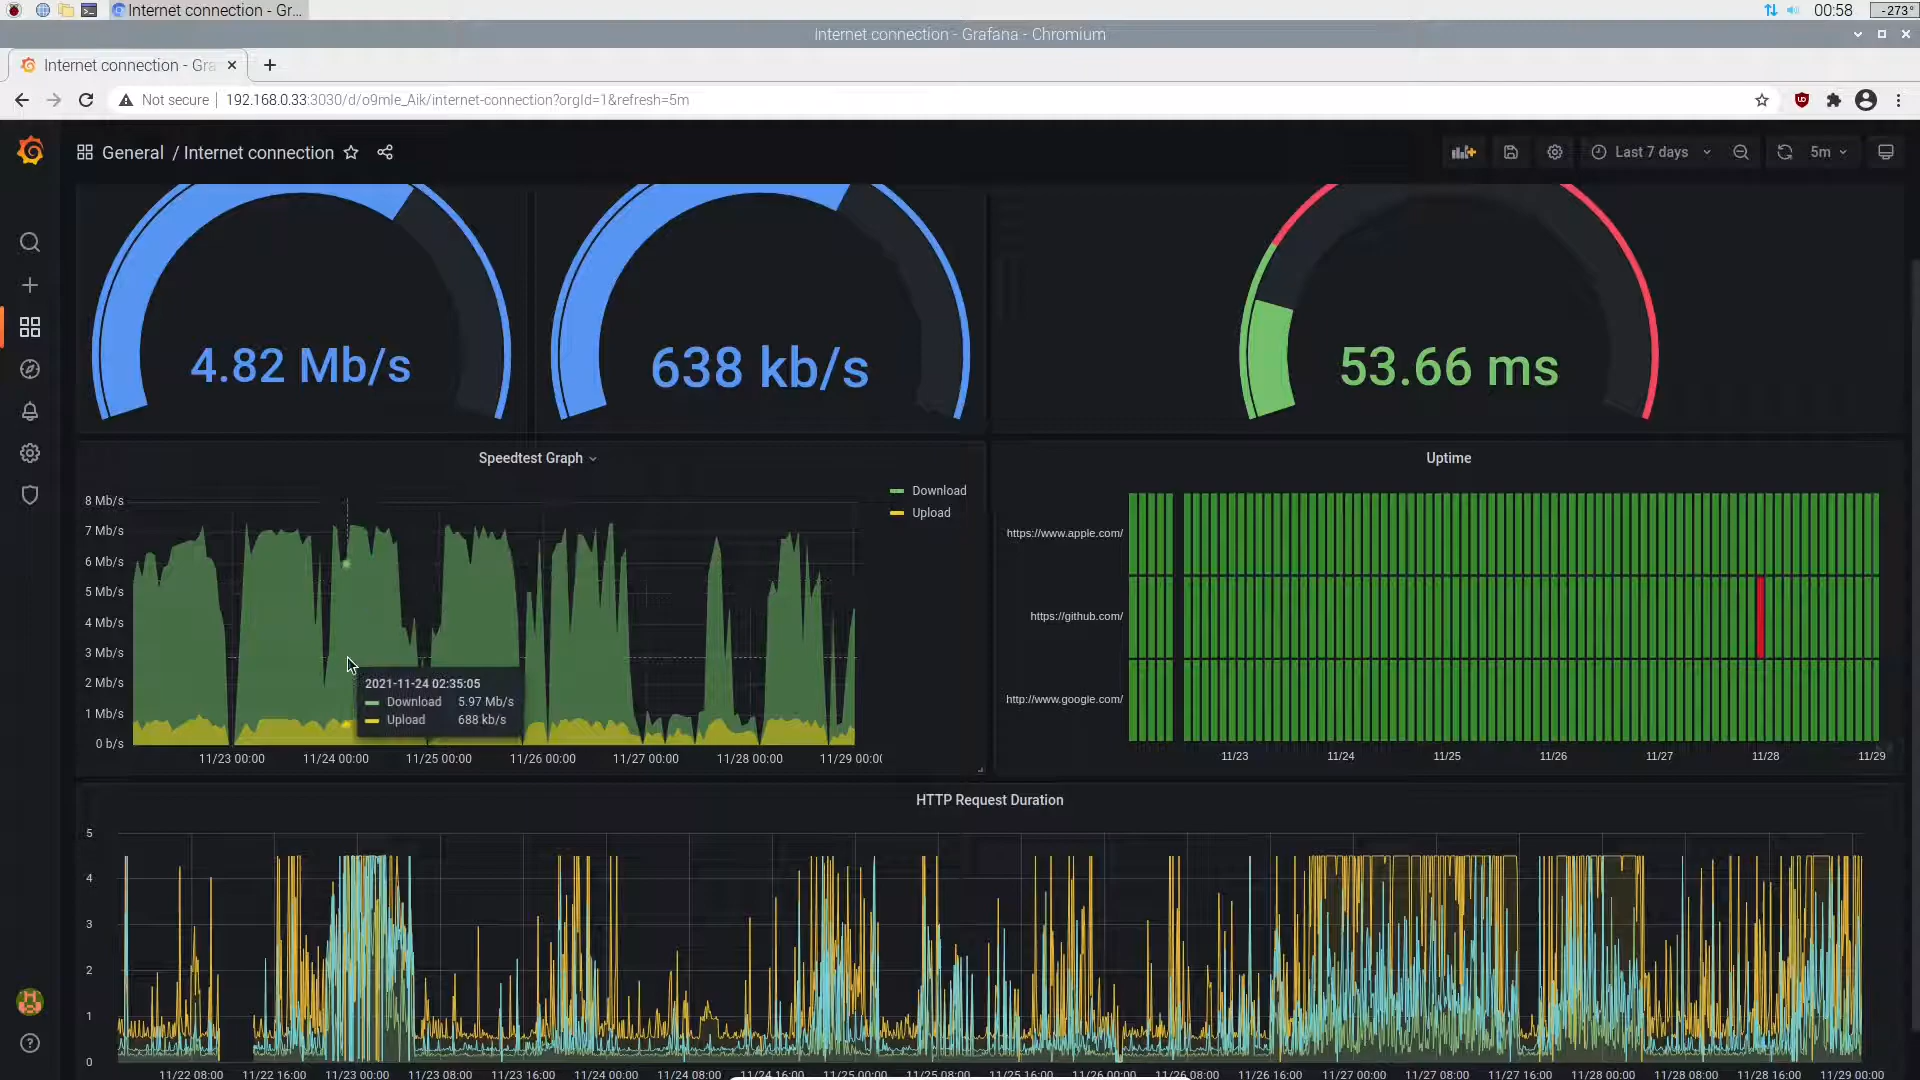 Internet connection - Gr...
00:58
-273°
Internet connection - Grafana - Chromium
Internet connection - Gra
Not secure
192.168.0.33:3030/d/o9mle_Aik/internet-connection?orgId=1&refresh=5m
General / Internet connection
Last 7 days
5m
4.82 Mb/s
638 kb/s
53.66 ms
Speedtest Graph
8 Mb/s
7 Mb/s
6 Mb/s
5 Mb/s
4 Mb/s
3 Mb/s
2 Mb/s
1 Mb/s
0 b/s
11/23 00:00 11/24 00:00 11/25 00:00 11/26 00:00 11/27 00:00 11/28 00:00 11/29 00:0
Download
Upload
2021-11-24 02:35:05
Download 5.97 Mb/s
Upload 688 kb/s
Uptime
https://www.apple.com/
https://github.com/
http://www.google.com/
11/23 11/24 11/25 11/26 11/27 11/28 11/29
HTTP Request Duration
5
4
3
2
1
0
11/22 08:00 11/22 16:00 11/23 00:00 11/23 08:00 11/23 16:00 11/24 00:00 11/24 08:00 11/24 16:00 11/25 00:00 11/25 08:00 11/25 16:00 11/26 00:00 11/26 08:00 11/26 16:00 11/27 00:00 11/27 08:00 11/27 16:00 11/28 00:00 11/28 08:00 11/28 16:00 11/29 00:00